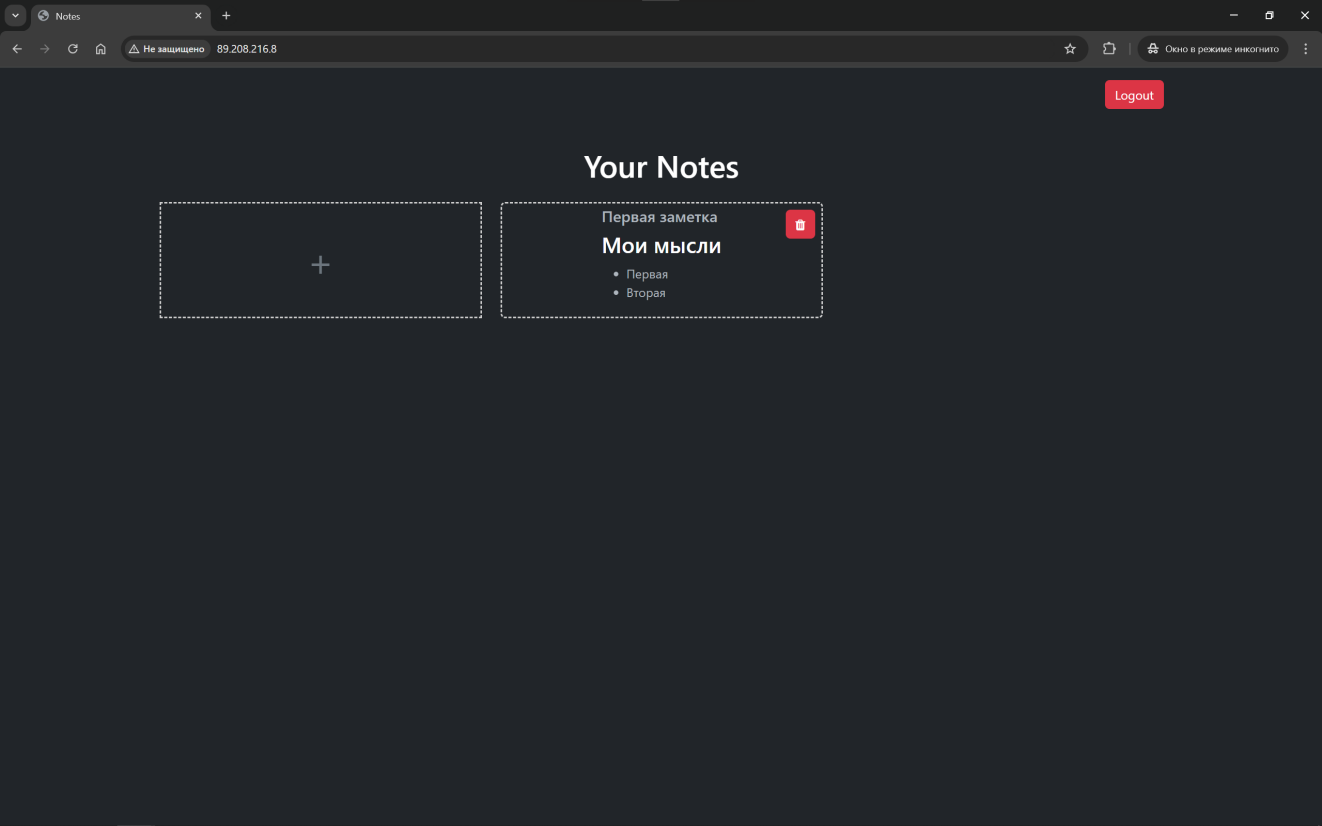 Notes
Не защищено
89.208.216.8
Окно в режиме инкогнито
Logout
Your Notes
Первая заметка
Мои мысли
Первая
Вторая